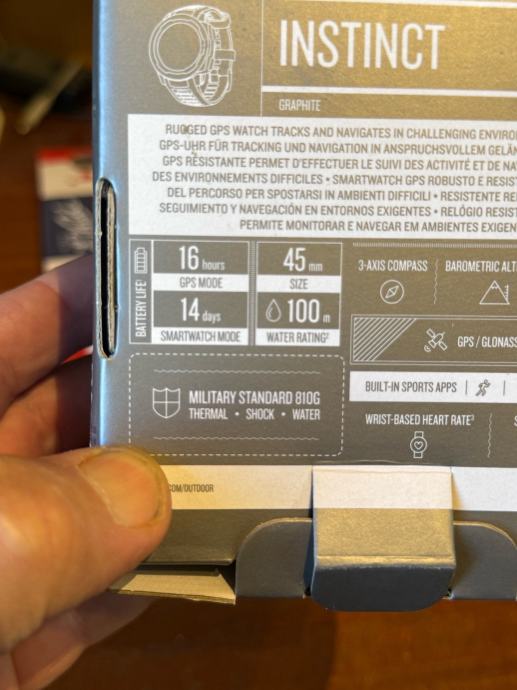 INSTINCT
GRAPHITE
RUGGED GPS WATCH TRACKS AND NAVIGATES IN CHALLENGING
GPS-UHR FÜR TRACKING UND NAVIGATION IN ANSPRUCHSVOLLEM
GPS RÉSISTANTE PERMET D'EFFECTUER LE SUIVI DES ACTIVITÉ ET DE
DES ENVIRONNEMENTS DIFFICILES • SMARTWATCH GPS ROBUSTO E
DEL PERCORSO PER SPOSTARSI IN AMBIENTI DIFFICILI • RESISTENTE
SEGUIMIENTO Y NAVEGACIÓN EN ENTORNOS EXIGENTES • RELÓGIO
PERMITE MONITORAR E NAVEGAR EM AMBIENTES
BATTERY LIFE¹
16 hours
GPS MODE
14 days
SMARTWATCH MODE
45 mm
SIZE
100 m
WATER RATING²
3-AXIS COMPASS
BAROMETRIC
GPS / GLONASS
BUILT-IN SPORTS APPS
WRIST-BASED HEART RATE³
MILITARY STANDARD 810G
THERMAL • SHOCK • WATER
.COM/OUTDOOR